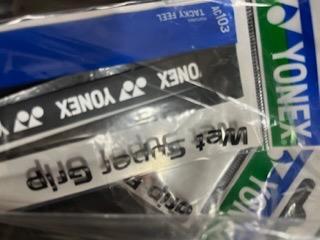 AC103
TACKY FEEL
YONEX
YONEX
YONEX
Wet Super Grip